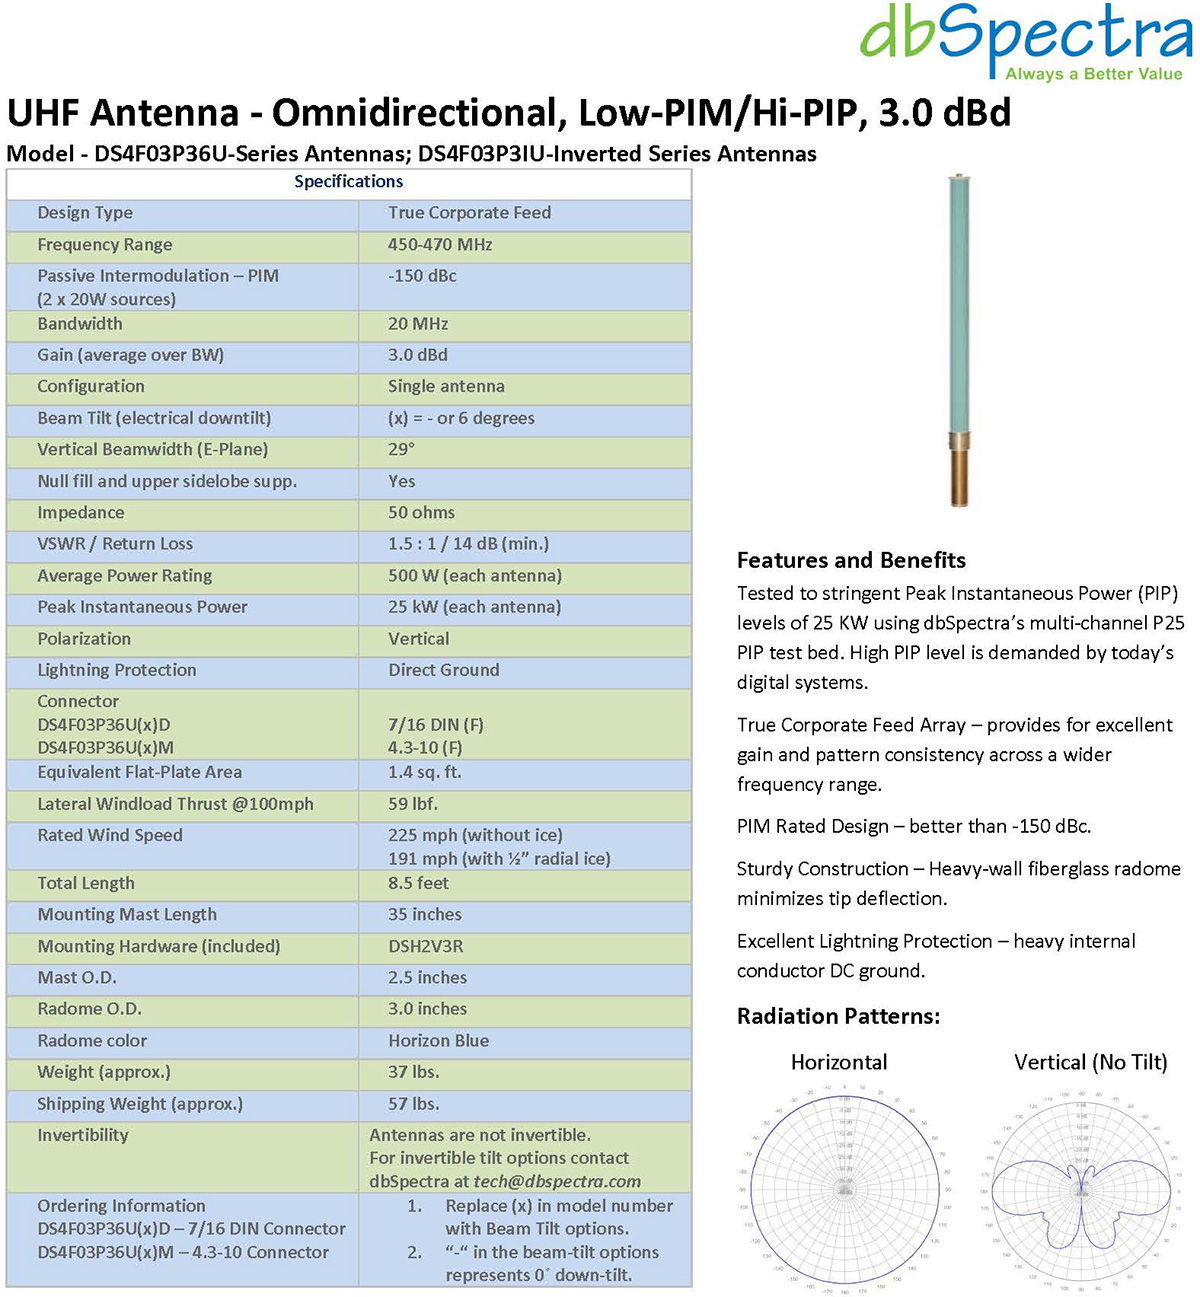 dbSpectra
Always a Better Value
UHF Antenna - Omnidirectional, Low-PIM/Hi-PIP, 3.0 dBd
Model - DS4F03P36U-Series Antennas; DS4F03P3IU-Inverted Series Antennas
Specifications
Design Type True Corporate Feed
Frequency Range 450-470 MHz
Passive Intermodulation – PIM -150 dBc
(2 x 20W sources)
Bandwidth 20 MHz
Gain (average over BW) 3.0 dBd
Configuration Single antenna
Beam Tilt (electrical downtilt) (x) = - or 6 degrees
Vertical Beamwidth (E-Plane) 29°
Null fill and upper sidelobe supp. Yes
Impedance 50 ohms
VSWR / Return Loss 1.5 : 1 / 14 dB (min.)
Average Power Rating 500 W (each antenna)
Peak Instantaneous Power 25 kW (each antenna)
Polarization Vertical
Lightning Protection Direct Ground
Connector
DS4F03P36U(x)D 7/16 DIN (F)
DS4F03P36U(x)M 4.3-10 (F)
Equivalent Flat-Plate Area 1.4 sq. ft.
Lateral Windload Thrust @100mph 59 lbf.
Rated Wind Speed 225 mph (without ice)
191 mph (with ½” radial ice)
Total Length 8.5 feet
Mounting Mast Length 35 inches
Mounting Hardware (included) DSH2V3R
Mast O.D. 2.5 inches
Radome O.D. 3.0 inches
Radome color Horizon Blue
Weight (approx.) 37 lbs.
Shipping Weight (approx.) 57 lbs.
Invertibility Antennas are not invertible.
For invertible tilt options contact
dbSpectra at tech@dbspectra.com
Ordering Information 1. Replace (x) in model number
DS4F03P36U(x)D – 7/16 DIN Connector with Beam Tilt options.
DS4F03P36U(x)M – 4.3-10 Connector 2. “-“ in the beam-tilt options
represents 0˚ down-tilt.
Features and Benefits
Tested to stringent Peak Instantaneous Power (PIP)
levels of 25 KW using dbSpectra’s multi-channel P25
PIP test bed. High PIP level is demanded by today’s
digital systems.
True Corporate Feed Array – provides for excellent
gain and pattern consistency across a wider
frequency range.
PIM Rated Design – better than -150 dBc.
Sturdy Construction – Heavy-wall fiberglass radome
minimizes tip deflection.
Excellent Lightning Protection – heavy internal
conductor DC ground.
Radiation Patterns:
Horizontal Vertical (No Tilt)